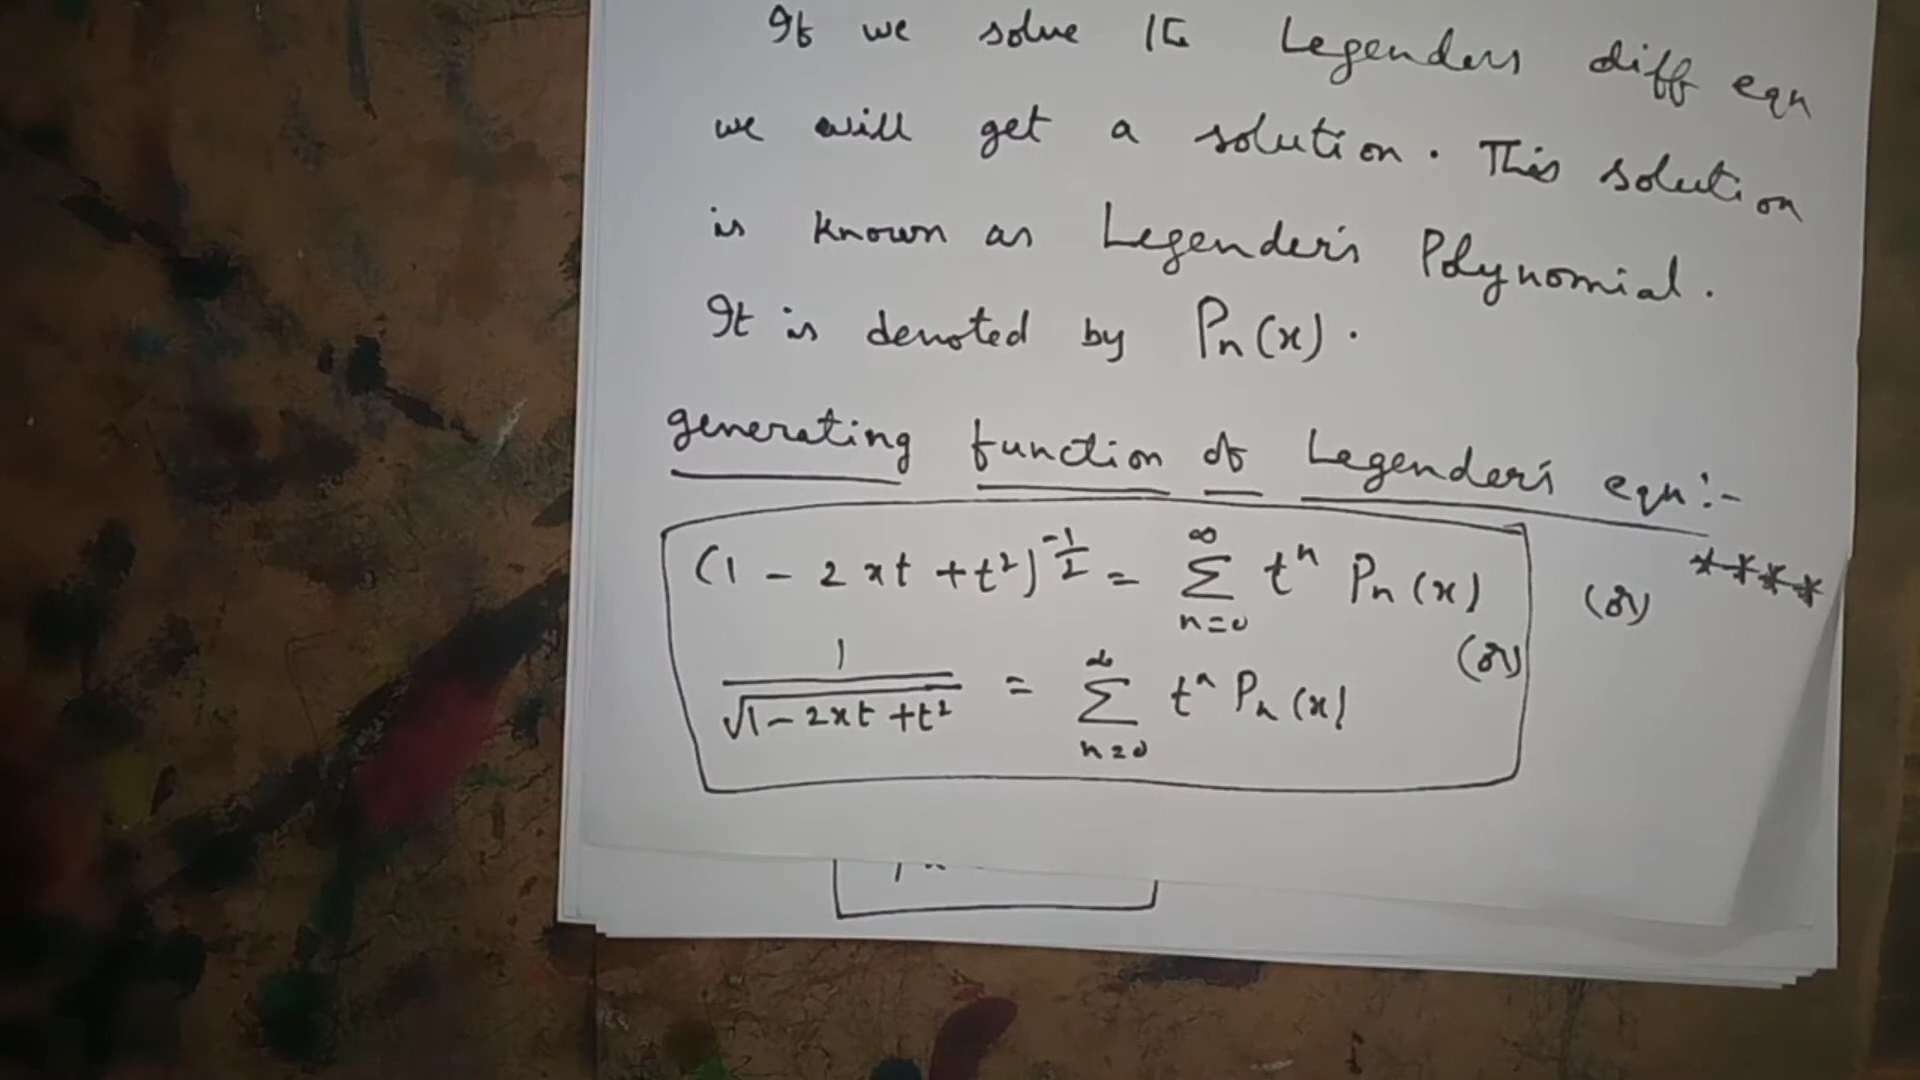 If we solve the Legenders diff eqn
we will get a solution. This solution
is known as Legender's Polynomial.
It is denoted by Pn(x).
generating function of Legender's eqn:-
(1 - 2xt + t²)^(-1/2) = ∑_{n=0}^{∞} tⁿ Pn(x) (or) ****
(or)
1/√(1-2xt+t²) = ∑_{n=0}^{∞} tⁿ Pn(x)